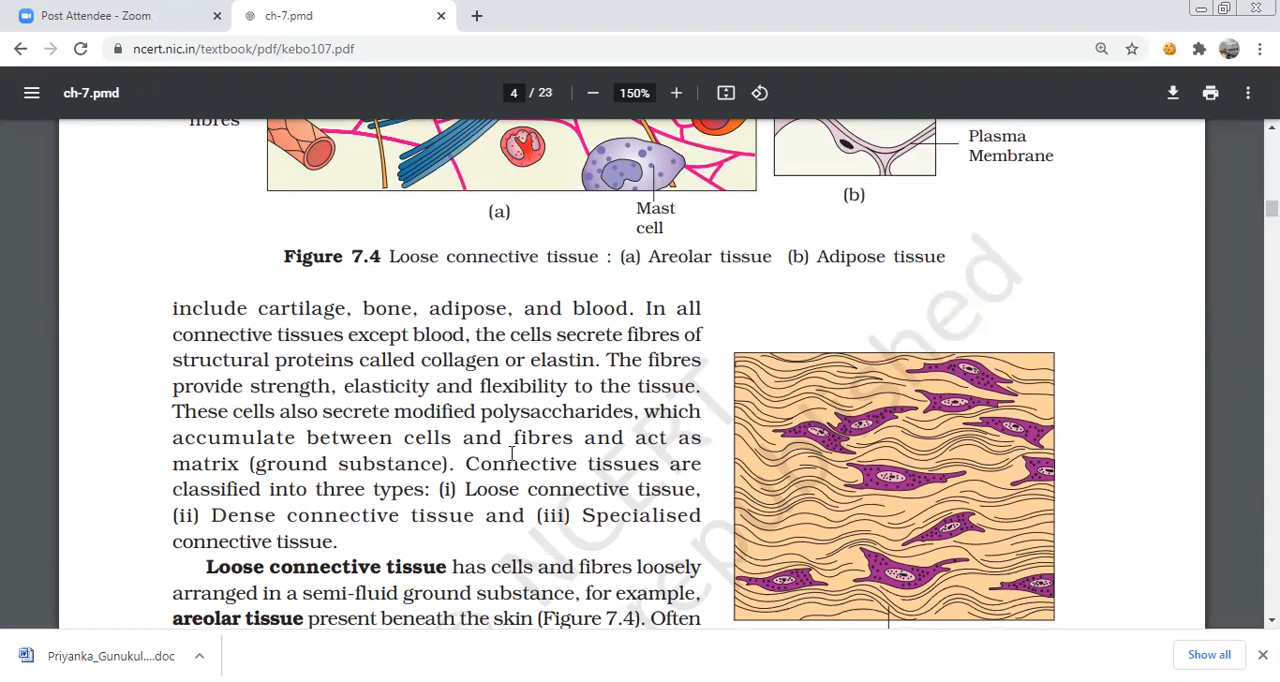 Post Attendee - Zoom
ch-7.pmd
ncert.nic.in/textbook/pdf/kebo107.pdf
ch-7.pmd
4 / 23
150%
fibres
Plasma
Membrane
(a)
Mast
cell
(b)
Figure 7.4 Loose connective tissue : (a) Areolar tissue (b) Adipose tissue
include cartilage, bone, adipose, and blood. In all
connective tissues except blood, the cells secrete fibres of
structural proteins called collagen or elastin. The fibres
provide strength, elasticity and flexibility to the tissue.
These cells also secrete modified polysaccharides, which
accumulate between cells and fibres and act as
matrix (ground substance). Connective tissues are
classified into three types: (i) Loose connective tissue,
(ii) Dense connective tissue and (iii) Specialised
connective tissue.
Loose connective tissue has cells and fibres loosely
arranged in a semi-fluid ground substance, for example,
areolar tissue present beneath the skin (Figure 7.4). Often
NCERT
republished
Priyanka_Gunukul....doc
Show all